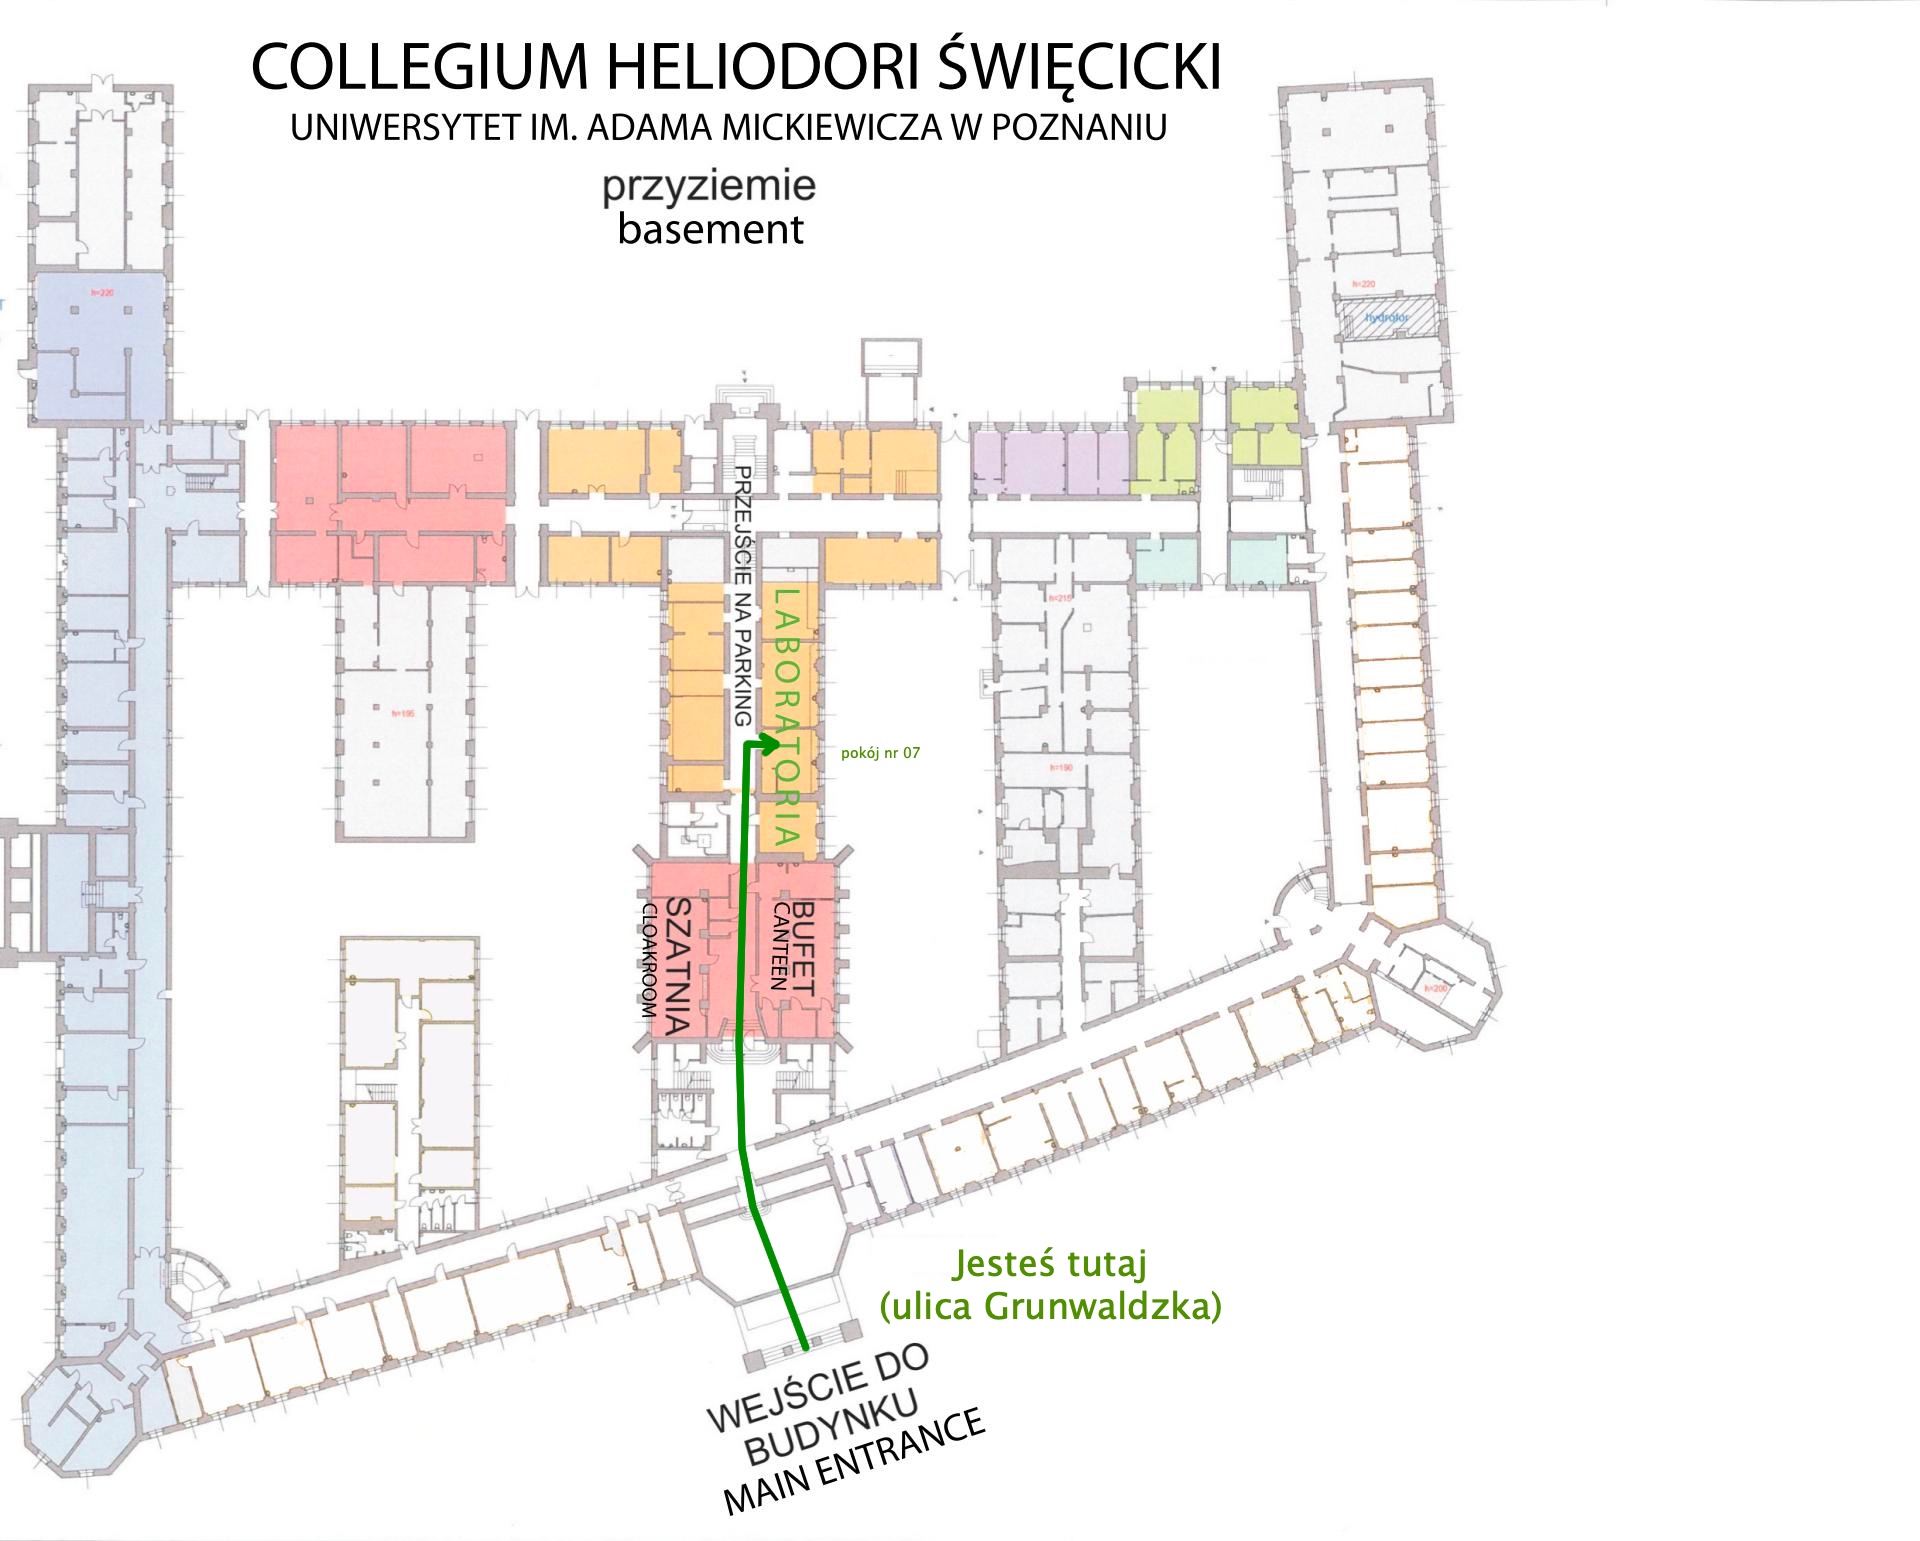 COLLEGIUM HELIODORI ŚWIĘCICKI
UNIWERSYTET IM. ADAMA MICKIEWICZA W POZNANIU
przyziemie
basement
h=220
h=220
hydrofor
PRZEJŚCIE NA PARKING
LABORATORIA
h=215
h=195
pokój nr 07
h=190
SZATNIA
CLOAKROOM
BUFET
CANTEEN
h=200
Jesteś tutaj
(ulica Grunwaldzka)
WEJŚCIE DO
BUDYNKU
MAIN ENTRANCE